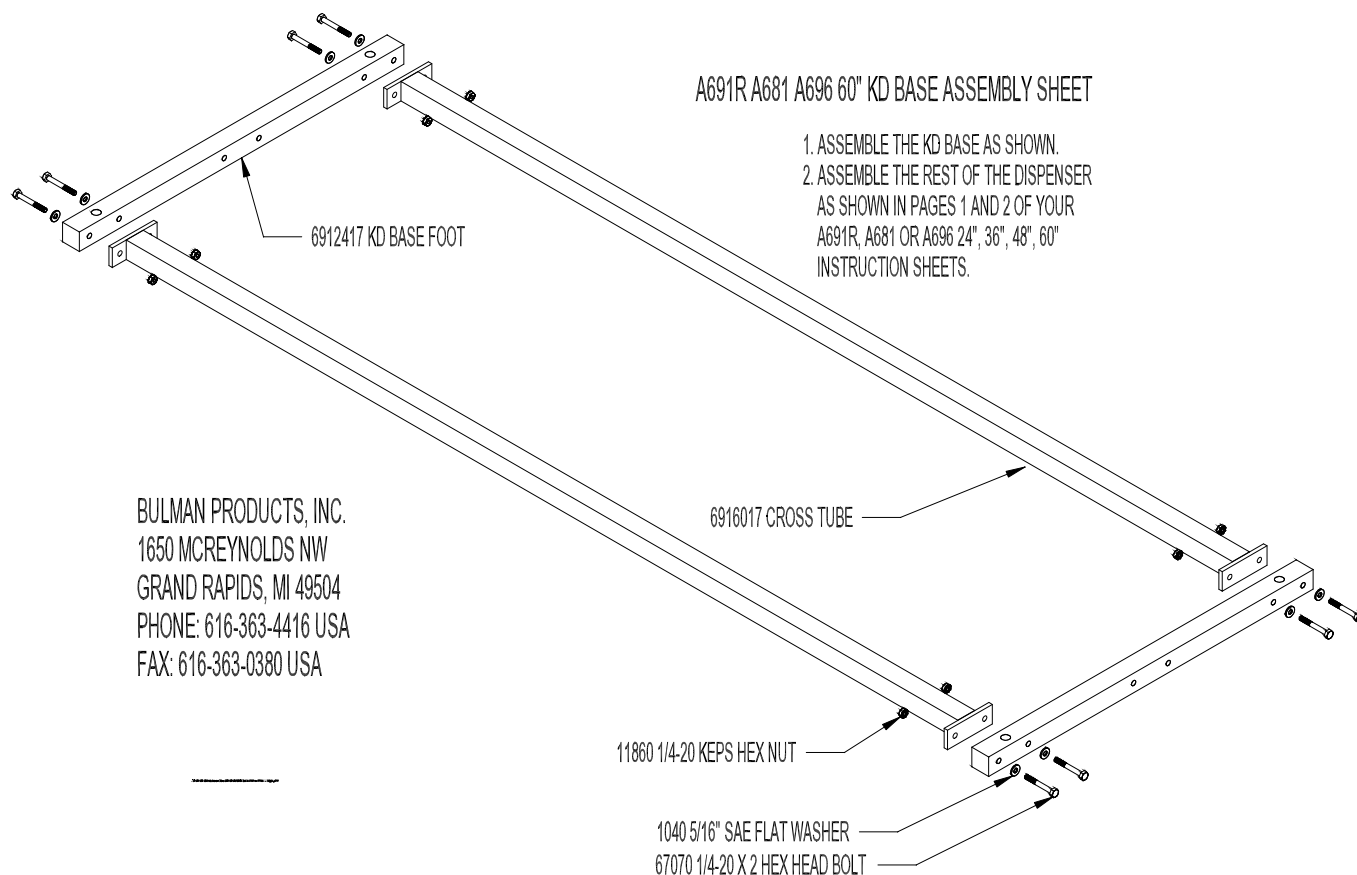 A691R A681 A696 60" KD BASE ASSEMBLY SHEET
1. ASSEMBLE THE KD BASE AS SHOWN.
2. ASSEMBLE THE REST OF THE DISPENSER
AS SHOWN IN PAGES 1 AND 2 OF YOUR
A691R, A681 OR A696 24", 36", 48", 60"
INSTRUCTION SHEETS.
6912417 KD BASE FOOT
6916017 CROSS TUBE
BULMAN PRODUCTS, INC.
1650 MCREYNOLDS NW
GRAND RAPIDS, MI 49504
PHONE: 616-363-4416 USA
FAX: 616-363-0380 USA
11860 1/4-20 KEPS HEX NUT
1040 5/16" SAE FLAT WASHER
67070 1/4-20 X 2 HEX HEAD BOLT